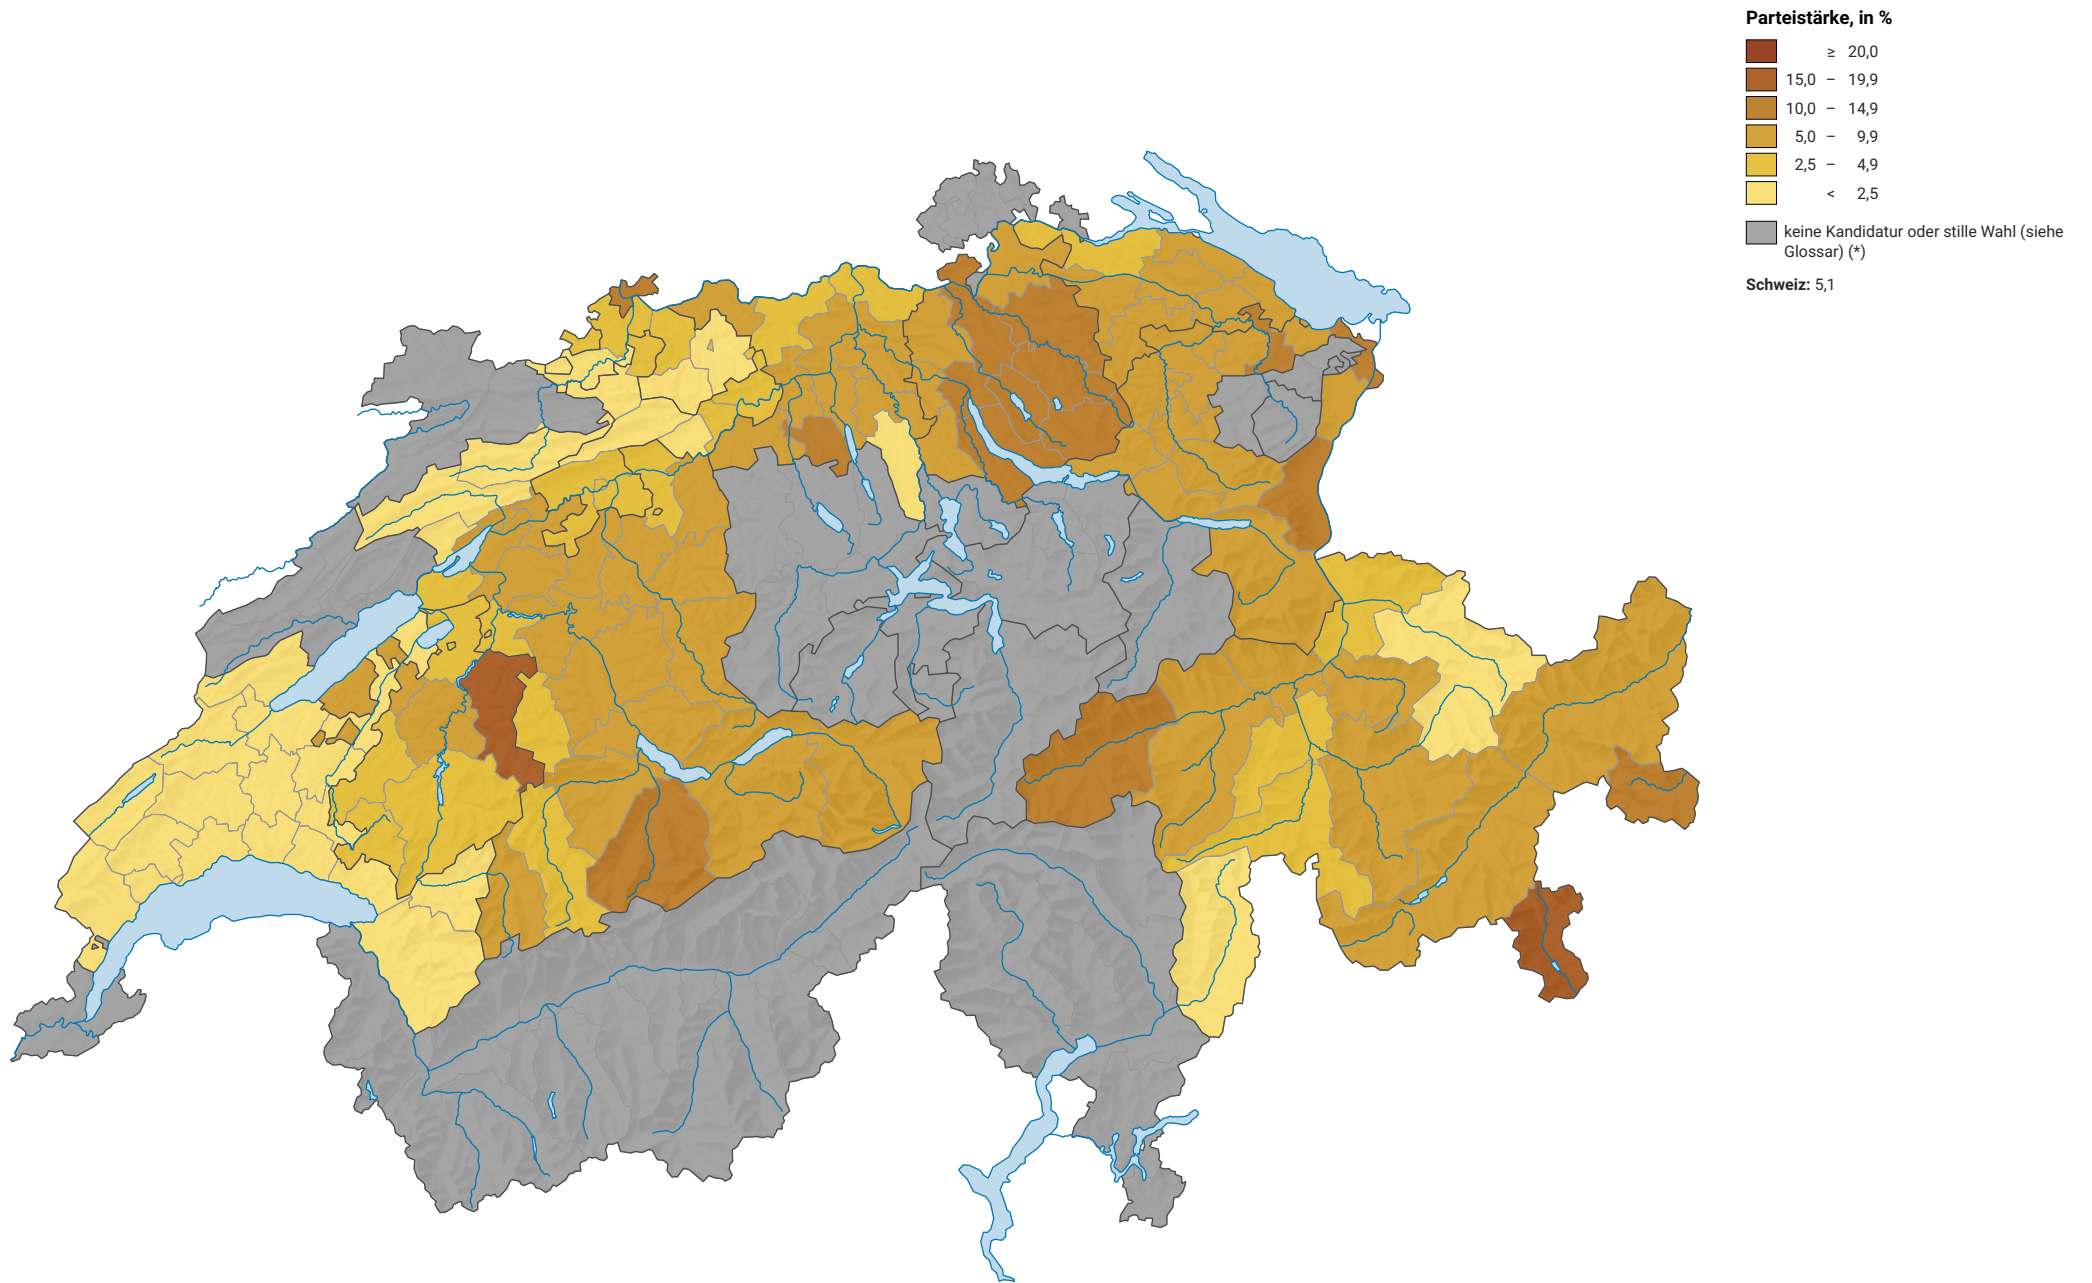 Parteistärke, in %
≥ 20,0
15,0 – 19,9
10,0 – 14,9
5,0 – 9,9
2,5 – 4,9
< 2,5
keine Kandidatur oder stille Wahl (siehe
Glossar) (*)
Schweiz: 5,1